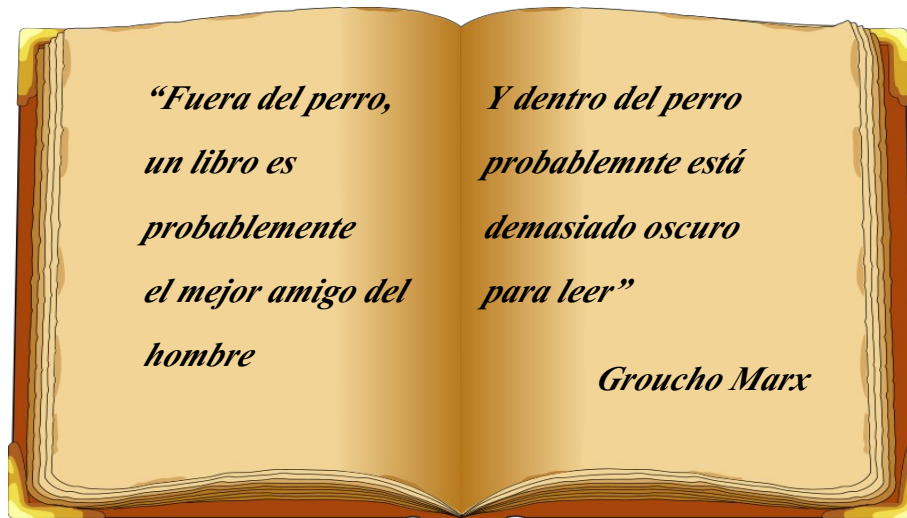 “Fuera del perro,
un libro es
probablemente
el mejor amigo del
hombre
Y dentro del perro
probablemnte está
demasiado oscuro
para leer”
Groucho Marx